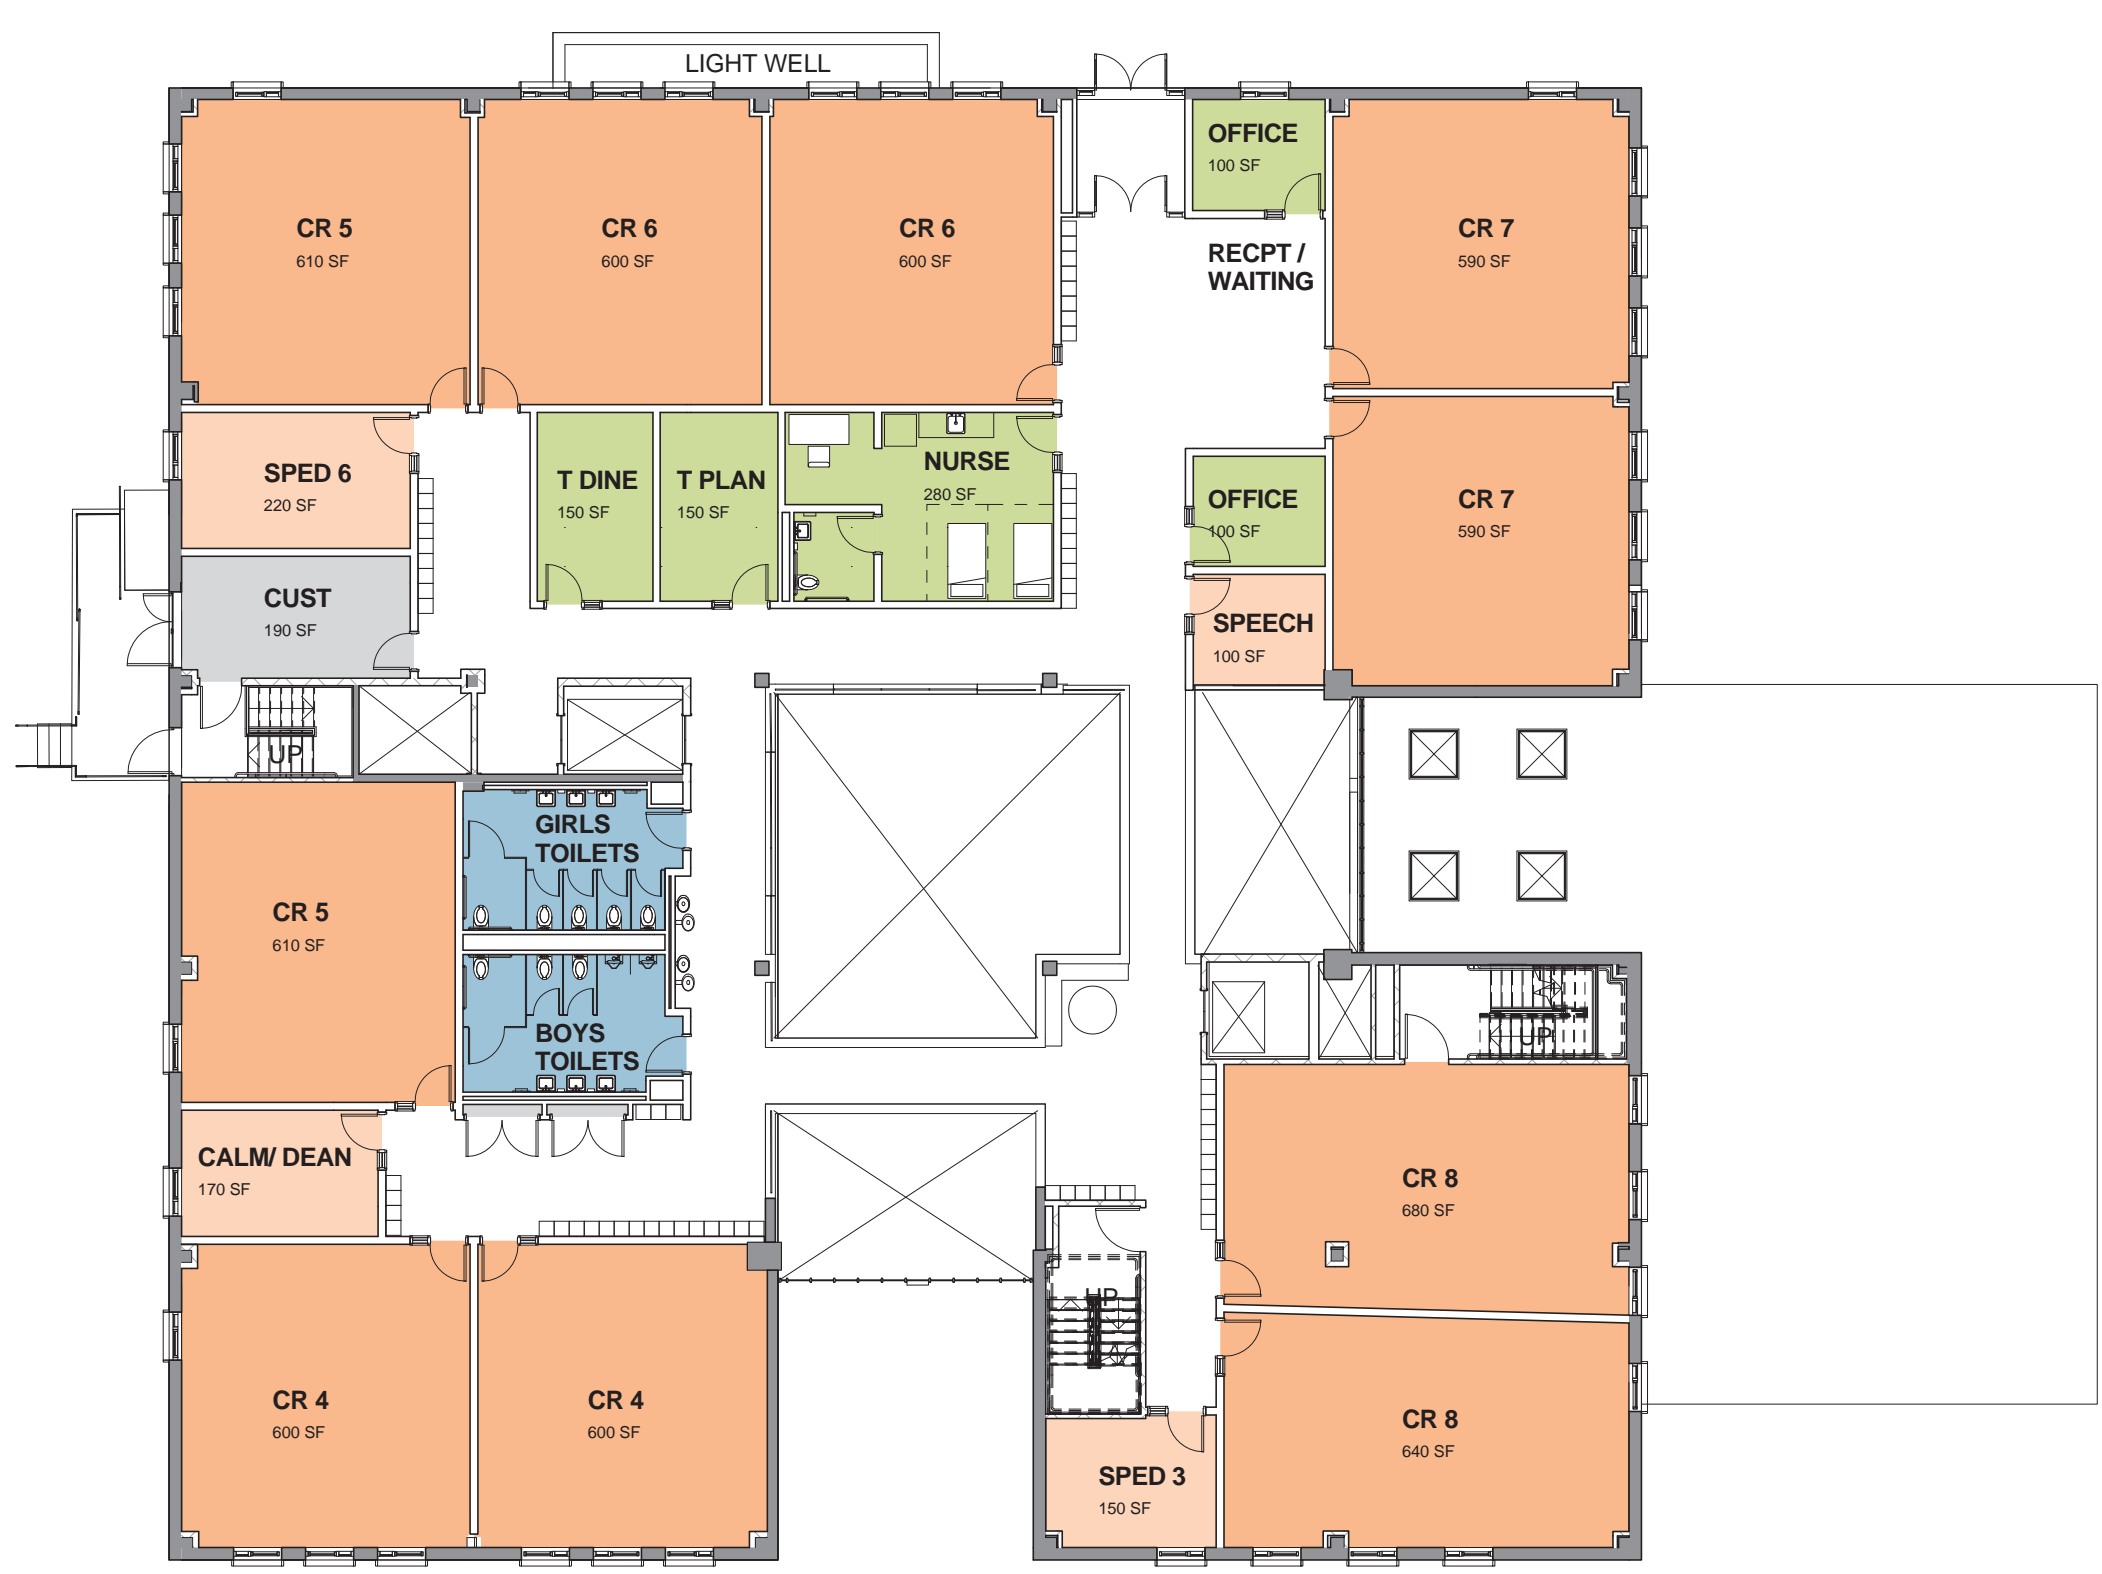 LIGHT WELL
OFFICE
100 SF
CR 5
610 SF
CR 6
600 SF
CR 6
600 SF
RECPT /
WAITING
CR 7
590 SF
SPED 6
220 SF
T DINE
150 SF
T PLAN
150 SF
NURSE
280 SF
OFFICE
100 SF
CR 7
590 SF
CUST
190 SF
SPEECH
100 SF
UP
GIRLS
TOILETS
CR 5
610 SF
BOYS
TOILETS
UP
CALM/ DEAN
170 SF
CR 8
680 SF
UP
CR 4
600 SF
CR 4
600 SF
CR 8
640 SF
SPED 3
150 SF